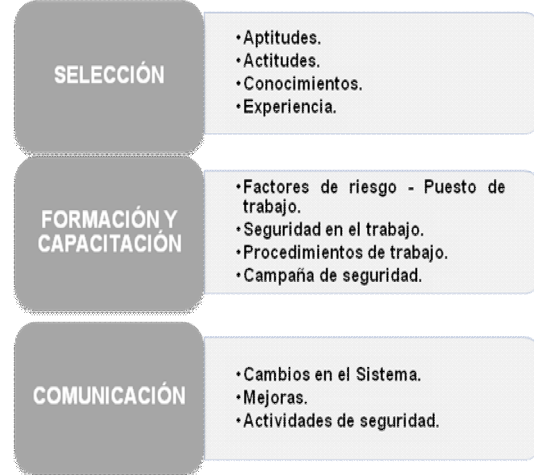 SELECCIÓN
•Aptitudes.
•Actitudes.
•Conocimientos.
•Experiencia.
FORMACIÓN Y
CAPACITACIÓN
•Factores de riesgo - Puesto de
trabajo.
•Seguridad en el trabajo.
•Procedimientos de trabajo.
•Campaña de seguridad.
COMUNICACIÓN
•Cambios en el Sistema.
•Mejoras.
•Actividades de seguridad.